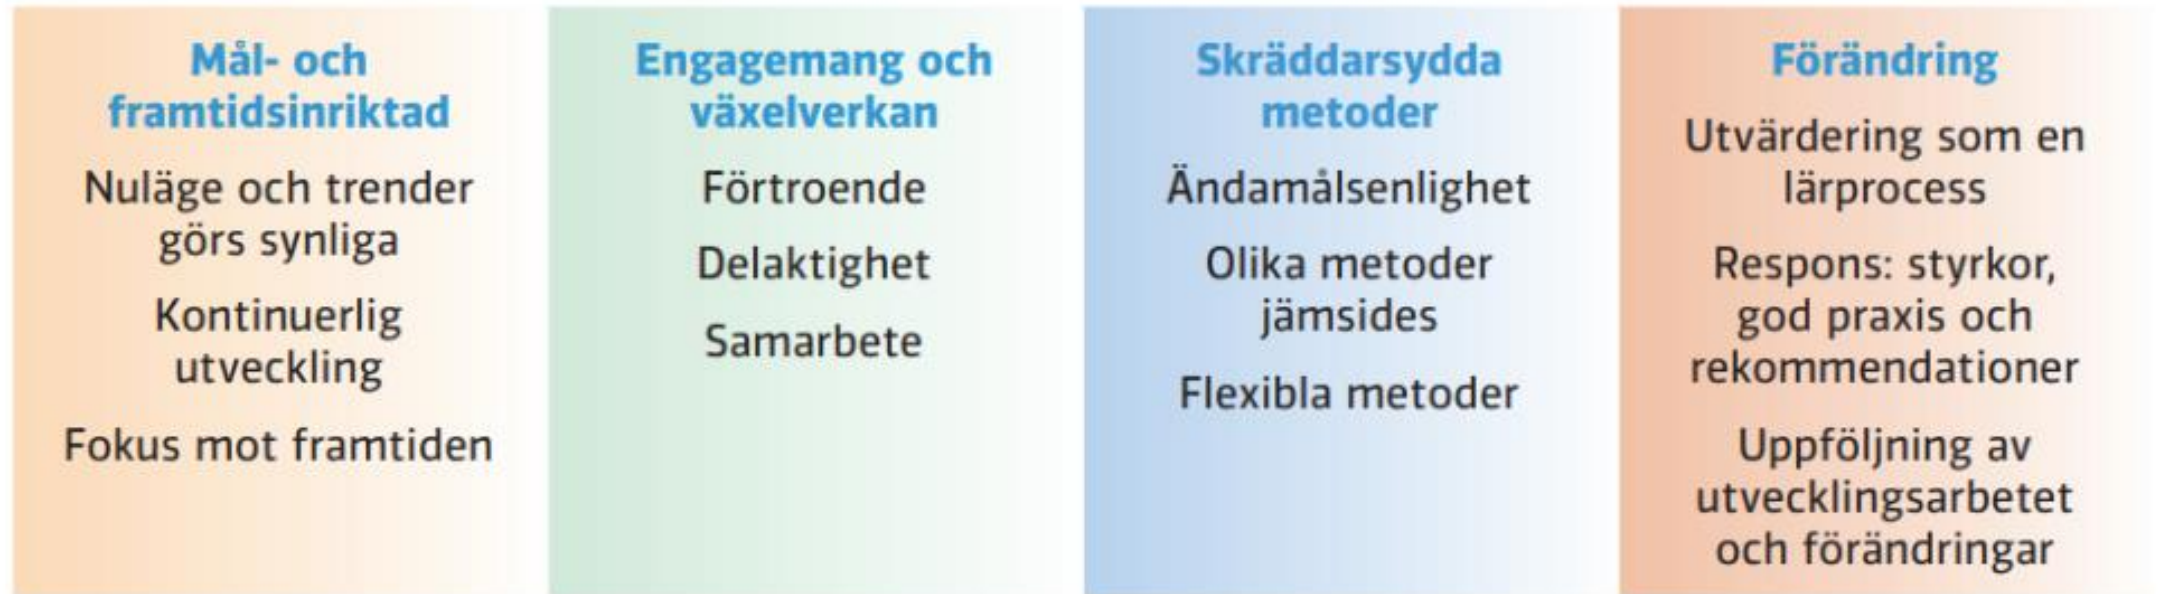 Mål- och
framtidsinriktad
Nuläge och trender
görs synliga
Kontinuerlig
utveckling
Fokus mot framtiden
Engagemang och
växelverkan
Förtroende
Delaktighet
Samarbete
Skräddarsydda
metoder
Ändamålsenlighet
Olika metoder
jämsides
Flexibla metoder
Förändring
Utvärdering som en
lärprocess
Respons: styrkor,
god praxis och
rekommendationer
Uppföljning av
utvecklingsarbetet
och förändringar